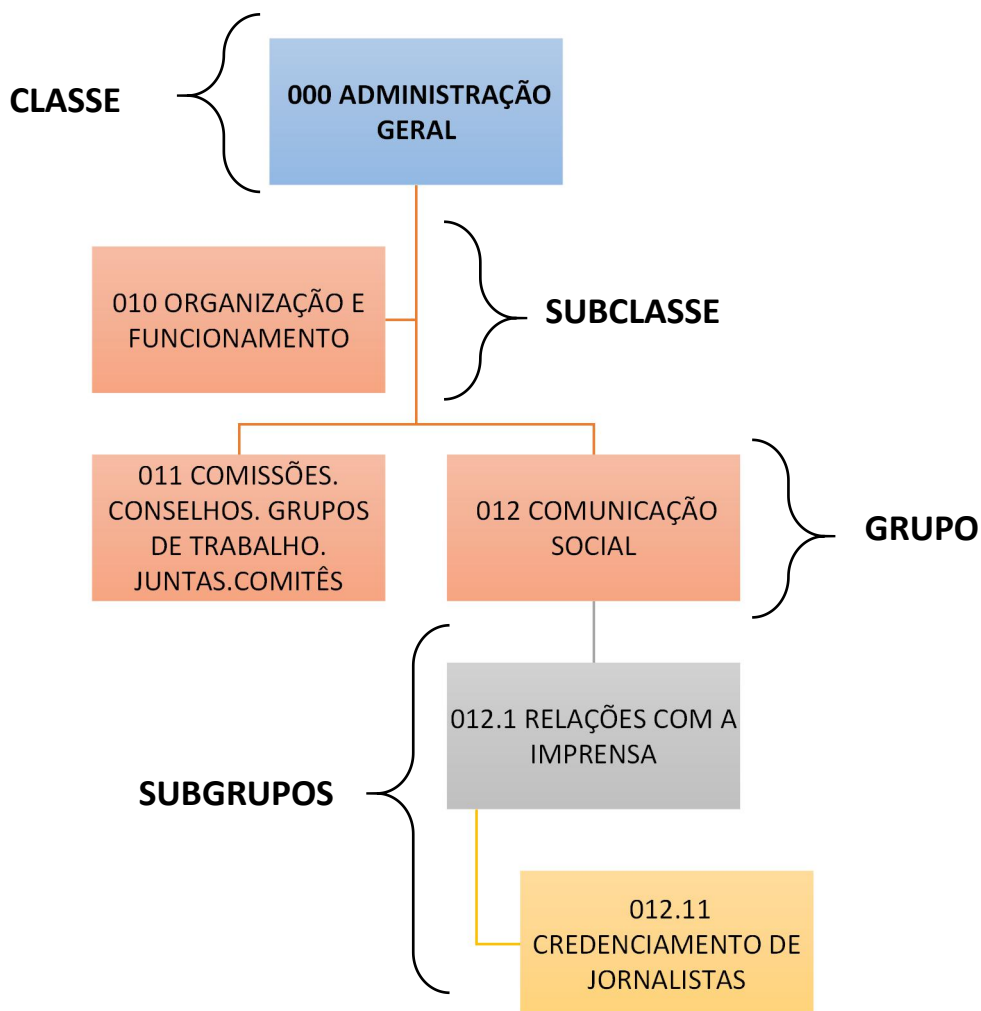 CLASSE
000 ADMINISTRAÇÃO
GERAL
010 ORGANIZAÇÃO E
FUNCIONAMENTO
SUBCLASSE
011 COMISSÕES.
CONSELHOS. GRUPOS
DE TRABALHO.
JUNTAS.COMITÊS
012 COMUNICAÇÃO
SOCIAL
GRUPO
012.1 RELAÇÕES COM A
IMPRENSA
SUBGRUPOS
012.11
CREDENCIAMENTO DE
JORNALISTAS